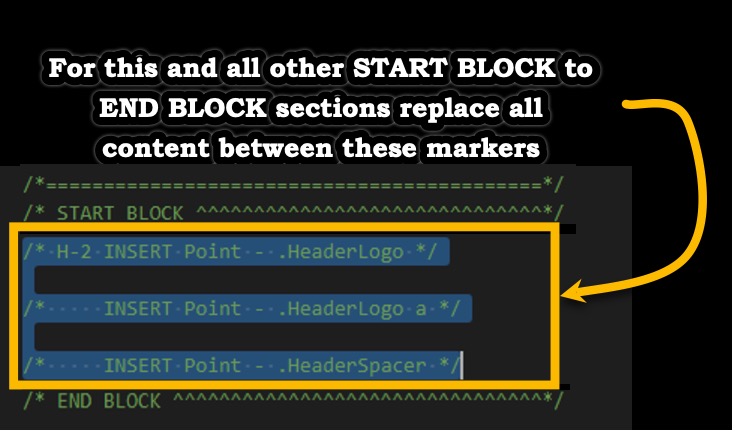 For this and all other START BLOCK to
END BLOCK sections replace all
content between these markers
/*===========================================*/
/* START BLOCK ^^^^^^^^^^^^^^^^^^^^^^^^^^^^^^*/
/* H-2 INSERT Point - .HeaderLogo */
/*     INSERT Point - .HeaderLogo a */
/*     INSERT Point - .HeaderSpacer */
/* END BLOCK ^^^^^^^^^^^^^^^^^^^^^^^^^^^^^^^^*/